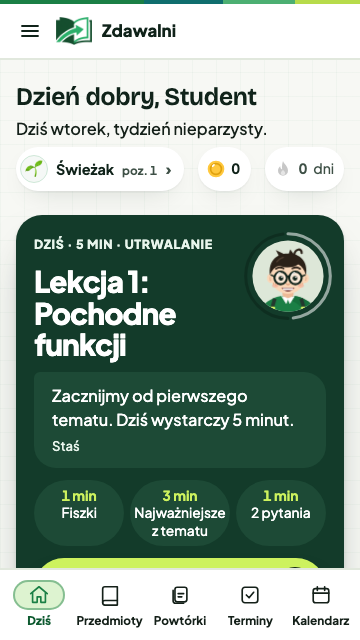 Zdawalni
Dzień dobry, Student
Dziś wtorek, tydzień nieparzysty.
Świeżak poz. 1 ›
0
0 dni
DZIŚ · 5 MIN · UTRWALANIE
Lekcja 1:
Pochodne
funkcji
Zacznijmy od pierwszego
tematu. Dziś wystarczy 5 minut.
Staś
1 min
Fiszki
3 min
Najważniejsze
z tematu
1 min
2 pytania
Dziś
Przedmioty
Powtórki
Terminy
Kalendarz